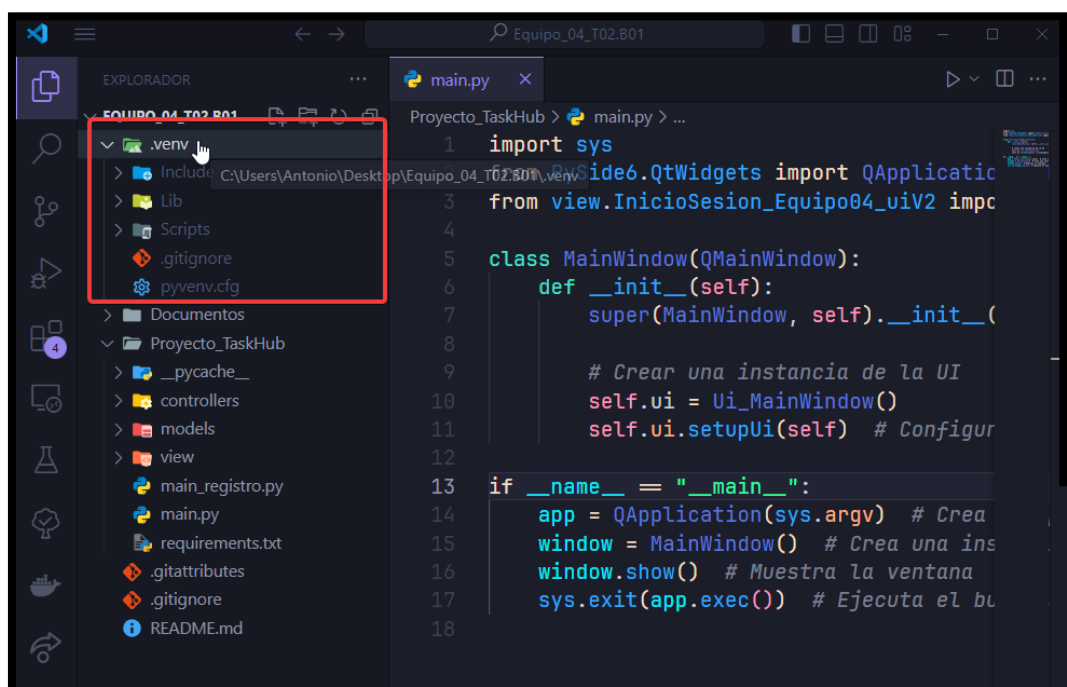 Equipo_04_T02.B01
EXPLORADOR
EQUIPO_04_T02.B01
.venv
Include
C:\Users\Antonio\Desktop\Equipo_04_T02.B01\.venv
Lib
Scripts
.gitignore
pyvenv.cfg
Documentos
Proyecto_TaskHub
__pycache__
controllers
models
view
main_registro.py
main.py
requirements.txt
.gitattributes
.gitignore
README.md
4
main.py
Proyecto_TaskHub > main.py > ...
1 import sys
from PySide6.QtWidgets import QApplicatio
3 from view.InicioSesion_Equipo04_uiV2 impo
4
5 class MainWindow(QMainWindow):
6 def __init__(self):
7 super(MainWindow, self).__init__(
8
9 # Crear una instancia de la UI
10 self.ui = Ui_MainWindow()
11 self.ui.setupUi(self) # Configur
12
13 if __name__ == "__main__":
14 app = QApplication(sys.argv) # Crea
15 window = MainWindow() # Crea una ins
16 window.show() # Muestra la ventana
17 sys.exit(app.exec()) # Ejecuta el bu
18